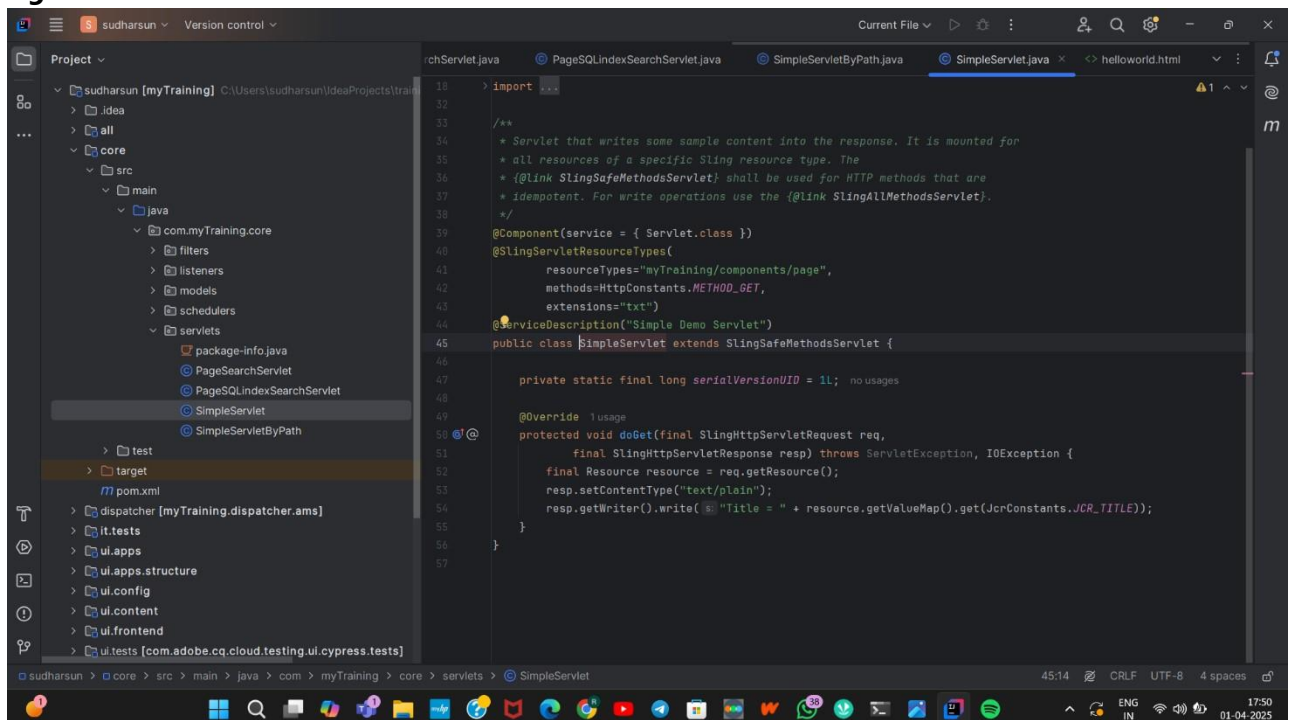 sudharsun
Version control
Current File
Project
rchServlet.java
PageSQLindexSearchServlet.java
SimpleServletByPath.java
SimpleServlet.java
helloworld.html
sudharsun [myTraining] C:\Users\sudharsun\IdeaProjects\train
.idea
all
core
src
main
java
com.myTraining.core
filters
listeners
models
schedulers
servlets
package-info.java
PageSearchServlet
PageSQLindexSearchServlet
SimpleServlet
SimpleServletByPath
test
target
pom.xml
dispatcher [myTraining.dispatcher.ams]
it.tests
ui.apps
ui.apps.structure
ui.config
ui.content
ui.frontend
ui.tests [com.adobe.cq.cloud.testing.ui.cypress.tests]
1
18 import ...
32
33 /**
34 * Servlet that writes some sample content into the response. It is mounted for
35 * all resources of a specific Sling resource type. The
36 * {@link SlingSafeMethodsServlet} shall be used for HTTP methods that are
37 * idempotent. For write operations use the {@link SlingAllMethodsServlet}.
38 */
39 @Component(service = { Servlet.class })
40 @SlingServletResourceTypes(
41 resourceTypes="myTraining/components/page",
42 methods=HttpConstants.METHOD_GET,
43 extensions="txt")
44 @ServiceDescription("Simple Demo Servlet")
45 public class SimpleServlet extends SlingSafeMethodsServlet {
46
47 private static final long serialVersionUID = 1L; no usages
48
49 @Override 1 usage
50 protected void doGet(final SlingHttpServletRequest req,
51 final SlingHttpServletResponse resp) throws ServletException, IOException {
52 final Resource resource = req.getResource();
53 resp.setContentType("text/plain");
54 resp.getWriter().write( s: "Title = " + resource.getValueMap().get(JcrConstants.JCR_TITLE));
55 }
56 }
57
sudharsun > core > src > main > java > com > myTraining > core > servlets > SimpleServlet
45:14 CRLF UTF-8 4 spaces
38
ENG
IN
17:50
01-04-2025